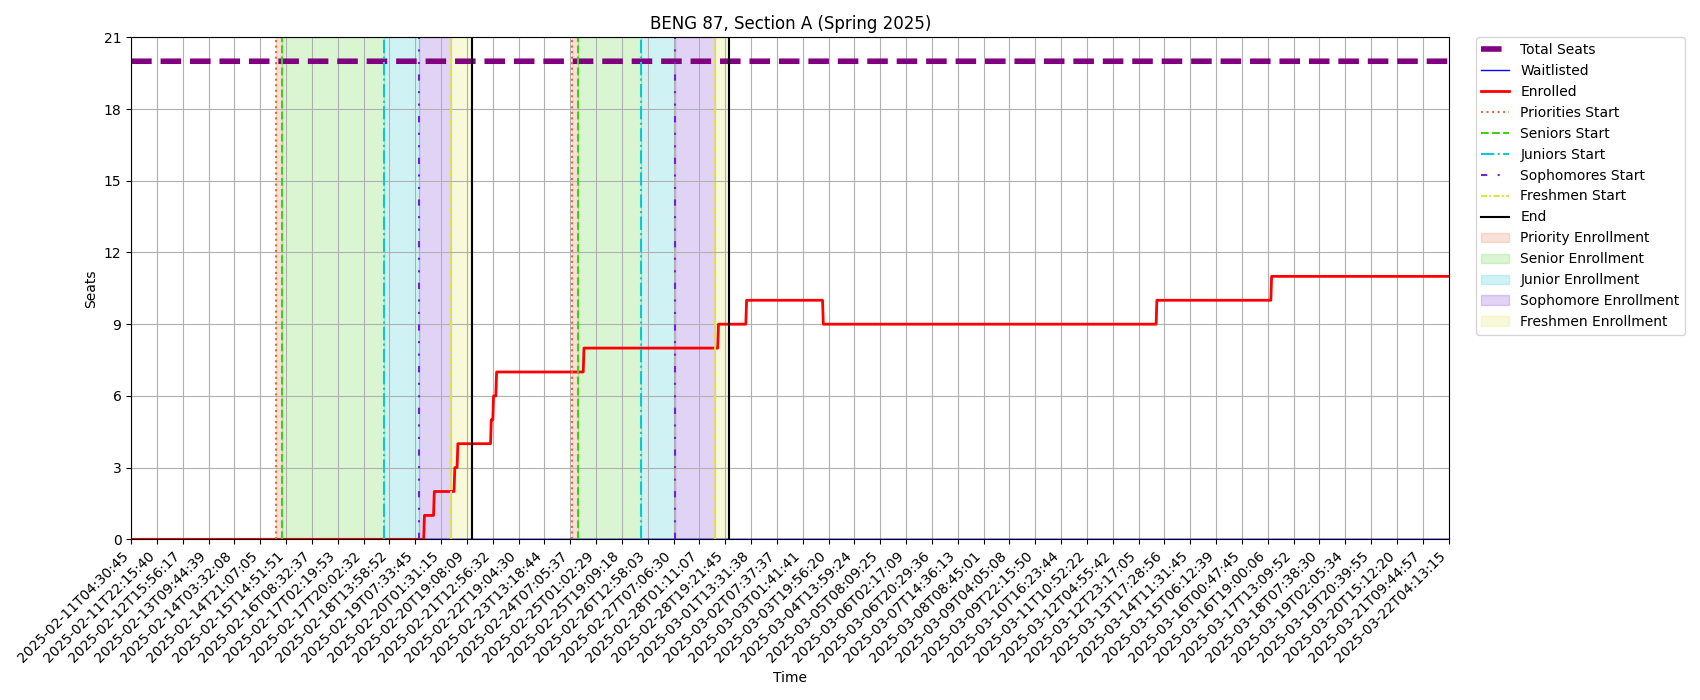 BENG 87, Section A (Spring 2025)
21
18
15
12
9
6
3
0
Seats
2025-02-11T04:30:45
2025-02-11T22:15:40
2025-02-12T15:56:17
2025-02-13T09:44:39
2025-02-14T03:32:08
2025-02-14T21:07:05
2025-02-15T14:51:51
2025-02-16T08:32:37
2025-02-17T02:19:53
2025-02-17T20:02:32
2025-02-18T13:58:52
2025-02-19T07:33:45
2025-02-20T01:31:15
2025-02-20T19:08:09
2025-02-21T12:56:32
2025-02-22T19:04:30
2025-02-23T13:18:44
2025-02-24T07:05:37
2025-02-25T01:02:29
2025-02-25T19:09:18
2025-02-26T12:58:03
2025-02-27T07:06:30
2025-02-28T01:11:07
2025-02-28T19:21:45
2025-03-01T13:31:38
2025-03-02T07:37:37
2025-03-03T01:41:41
2025-03-03T19:56:20
2025-03-04T13:59:24
2025-03-05T08:09:25
2025-03-06T02:17:09
2025-03-06T20:29:36
2025-03-07T14:36:13
2025-03-08T08:45:01
2025-03-09T04:05:08
2025-03-09T22:15:50
2025-03-10T16:23:44
2025-03-11T10:52:22
2025-03-12T04:55:42
2025-03-12T23:17:05
2025-03-13T17:28:56
2025-03-14T11:31:45
2025-03-15T06:12:39
2025-03-16T00:47:45
2025-03-16T19:00:06
2025-03-17T13:09:52
2025-03-18T07:38:30
2025-03-19T02:05:34
2025-03-19T20:39:55
2025-03-20T15:12:20
2025-03-21T09:44:57
2025-03-22T04:13:15
Time
Total Seats
Waitlisted
Enrolled
Priorities Start
Seniors Start
Juniors Start
Sophomores Start
Freshmen Start
End
Priority Enrollment
Senior Enrollment
Junior Enrollment
Sophomore Enrollment
Freshmen Enrollment